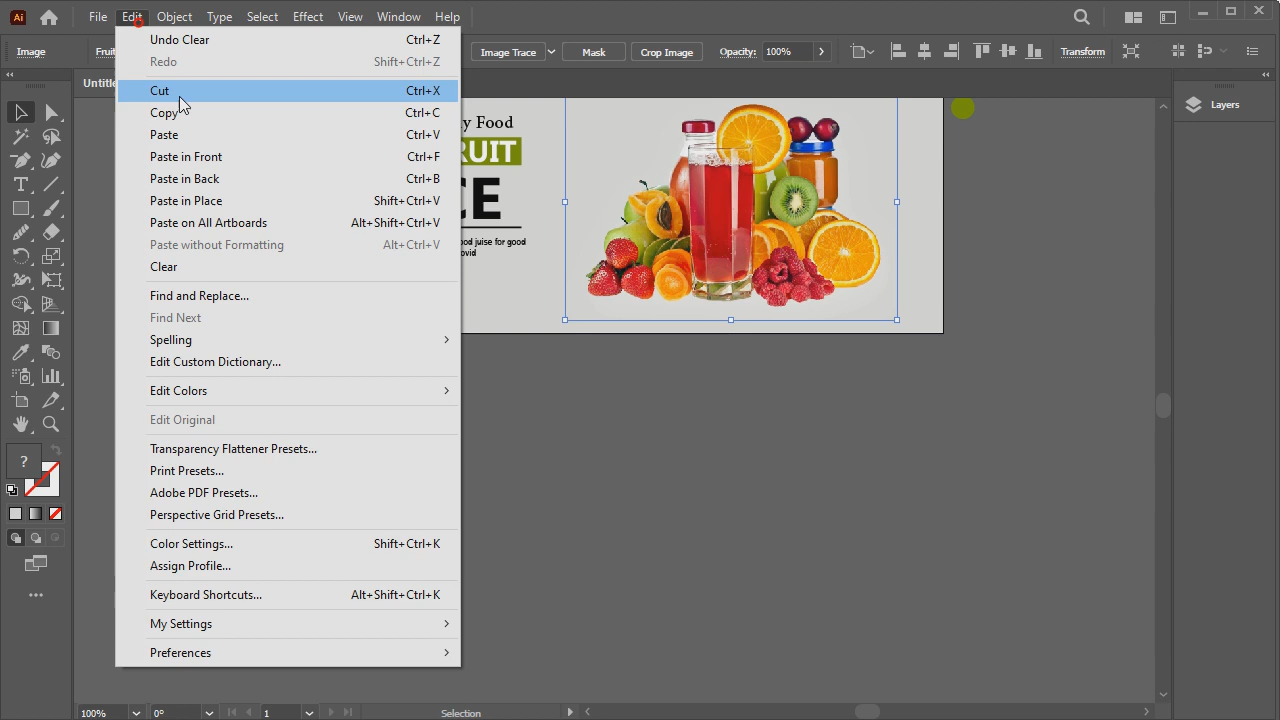 Ai File Edit Object Type Select Effect View Window Help
Image Image Trace Mask Crop Image Opacity: 100% Transform
Undo Clear Ctrl+Z
Redo Shift+Ctrl+Z
Cut Ctrl+X
Copy Ctrl+C
Paste Ctrl+V
Paste in Front Ctrl+F
Paste in Back Ctrl+B
Paste in Place Shift+Ctrl+V
Paste on All Artboards Alt+Shift+Ctrl+V
Paste without Formatting Alt+Ctrl+V
Clear
Find and Replace...
Find Next
Spelling
Edit Custom Dictionary...
Edit Colors
Edit Original
Transparency Flattener Presets...
Print Presets...
Adobe PDF Presets...
Perspective Grid Presets...
Color Settings... Shift+Ctrl+K
Assign Profile...
Keyboard Shortcuts... Alt+Shift+Ctrl+K
My Settings
Preferences
y Food
RUIT
CE
ood juise for good
ovid
Layers
?
100% 0° 1 Selection